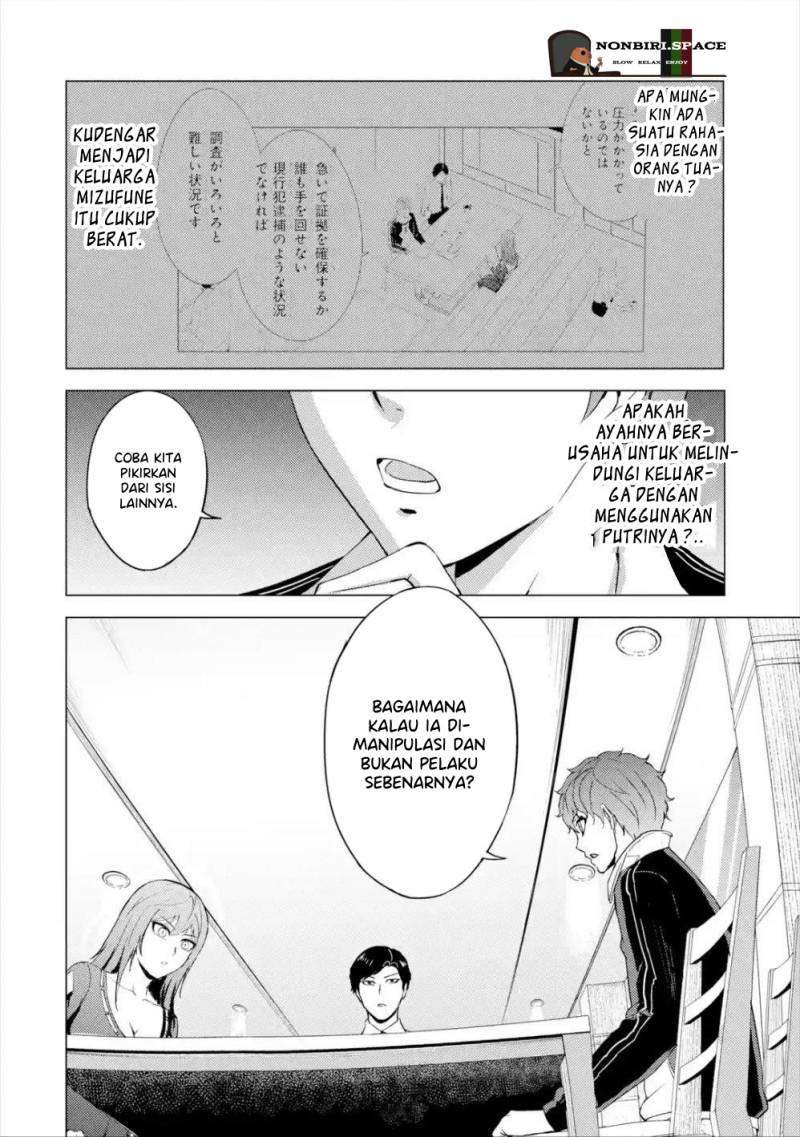 NONBIRI.SPACE
SLOW RELAX ENJOY
APA MUNG-
KIN ADA
SUATU RAHA-
SIA DENGAN
ORANG TUA-
NYA?
圧力がかかって
いるのでは
ないかと
急いで証拠を確保するか
誰も手を回せない
現行犯逮捕のような状況
でなければ
調査がいろいろと
難しい状況です
KUDENGAR
MENJADI
KELUARGA
MIZUFUNE
ITU CUKUP
BERAT.
APAKAH
AYAHNYA BER-
USAHA UNTUK MELIN-
DUNGI KELUAR-
GA DENGAN
MENGGUNAKAN
PUTRINYA?..
COBA KITA
PIKIRKAN
DARI SISI
LAINNYA.
BAGAIMANA
KALAU IA DI-
MANIPULASI DAN
BUKAN PELAKU
SEBENARNYA?